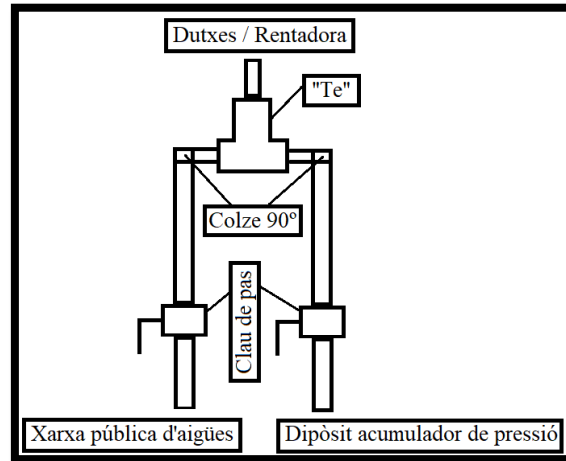 Dutxes / Rentadora
"Te"
Colze 90º
Clau de pas
Xarxa pública d'aigües
Dipòsit acumulador de pressió